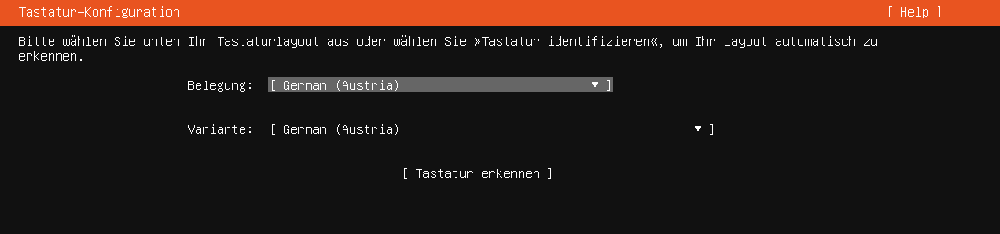 Tastatur-Konfiguration [ Help ]
Bitte wählen Sie unten Ihr Tastaturlayout aus oder wählen Sie »Tastatur identifizieren«, um Ihr Layout automatisch zu
erkennen.
Belegung: [ German (Austria) ▼ ]
Variante: [ German (Austria) ▼ ]
[ Tastatur erkennen ]